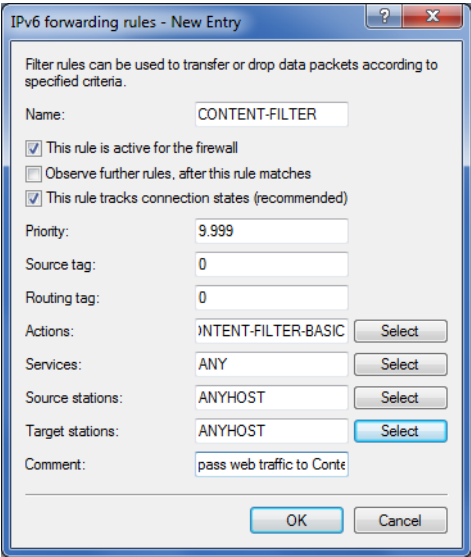 IPv6 forwarding rules - New Entry
Filter rules can be used to transfer or drop data packets according to
specified criteria.
Name: CONTENT-FILTER
This rule is active for the firewall
Observe further rules, after this rule matches
This rule tracks connection states (recommended)
Priority: 9.999
Source tag: 0
Routing tag: 0
Actions: ONTENT-FILTER-BASIC Select
Services: ANY Select
Source stations: ANYHOST Select
Target stations: ANYHOST Select
Comment: pass web traffic to Conte
OK Cancel